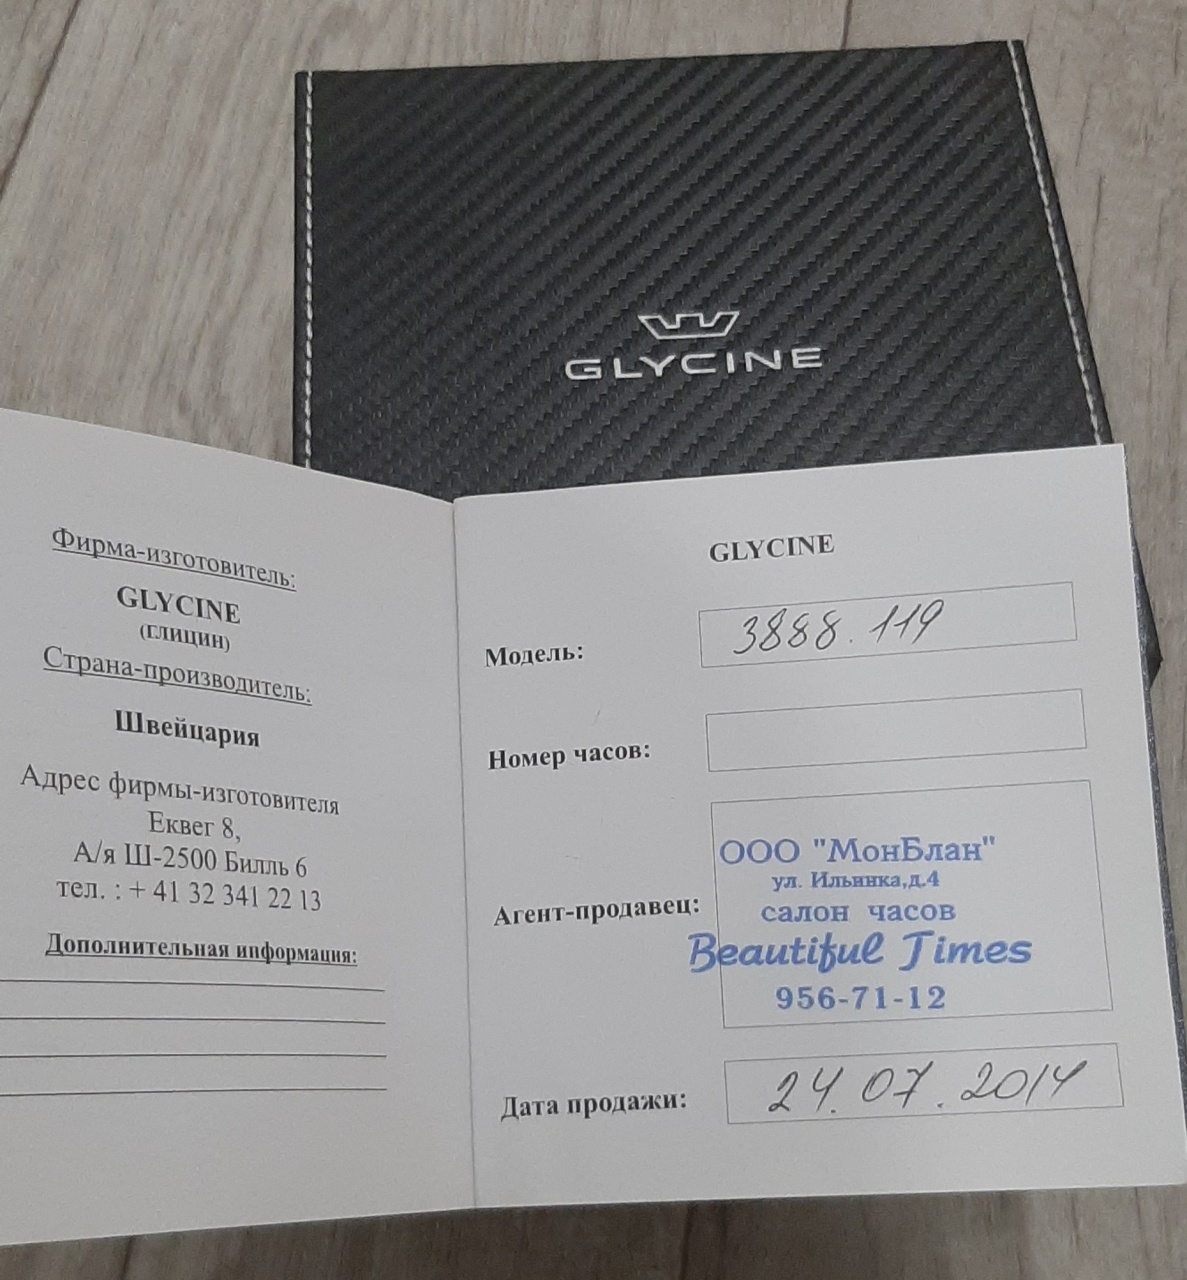 GLYCINE
Фирма-изготовитель:
GLYCINE
(глицин)
Страна-производитель:
Швейцария
Адрес фирмы-изготовителя
Еквег 8,
А/я Ш-2500 Билль 6
тел. : + 41 32 341 22 13
Дополнительная информация:
GLYCINE
Модель: 3888.119
Номер часов:
Агент-продавец:
ООО "МонБлан"
ул. Ильинка,д.4
салон часов
Beautiful Times
956-71-12
Дата продажи: 24.07.2014